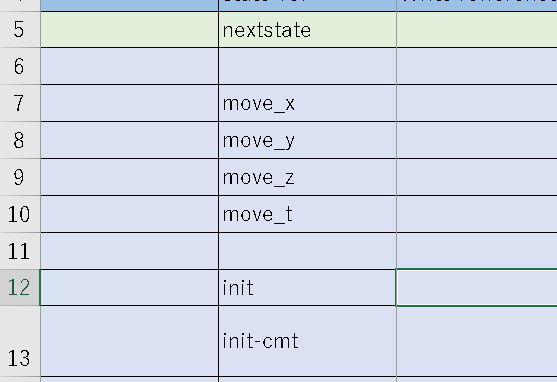 5 nextstate
6
7 move_x
8 move_y
9 move_z
10 move_t
11
12 init
13 init-cmt